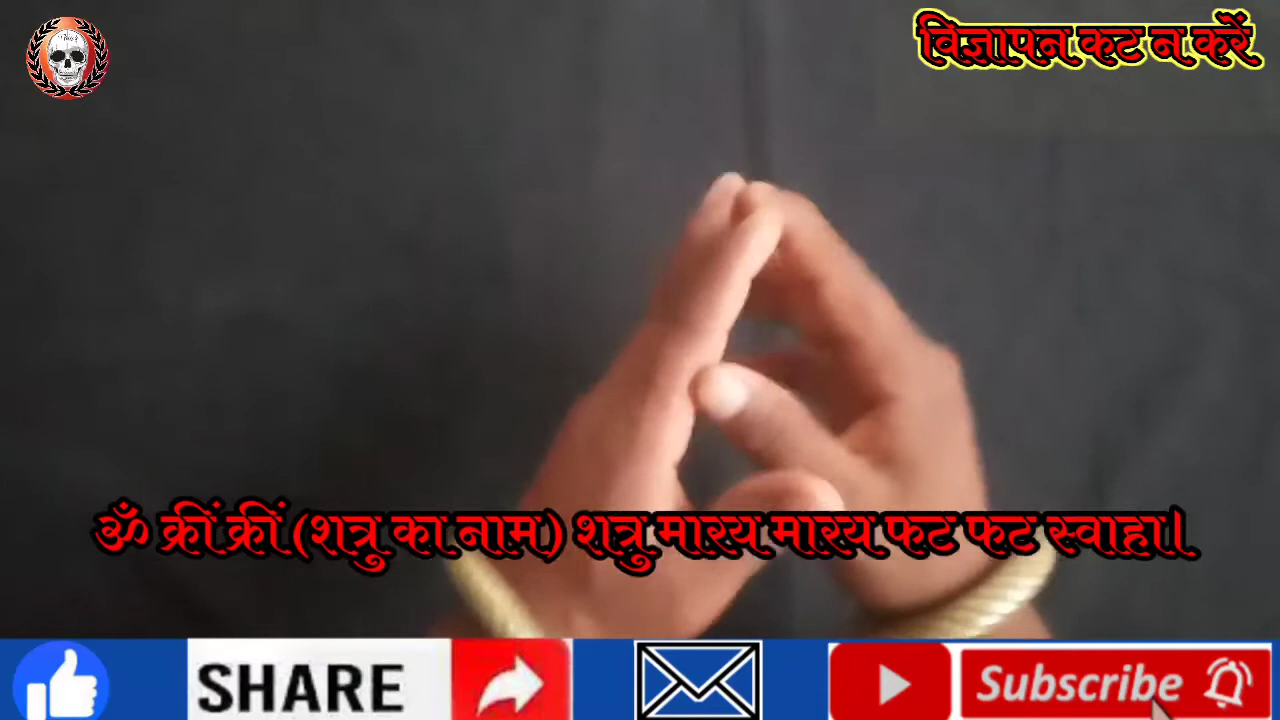 विज्ञापन कट न करें
ॐ क्रीं क्रीं (शत्रु का नाम) शत्रु मारय मारय फट फट स्वाहा।
SHARE
Subscribe